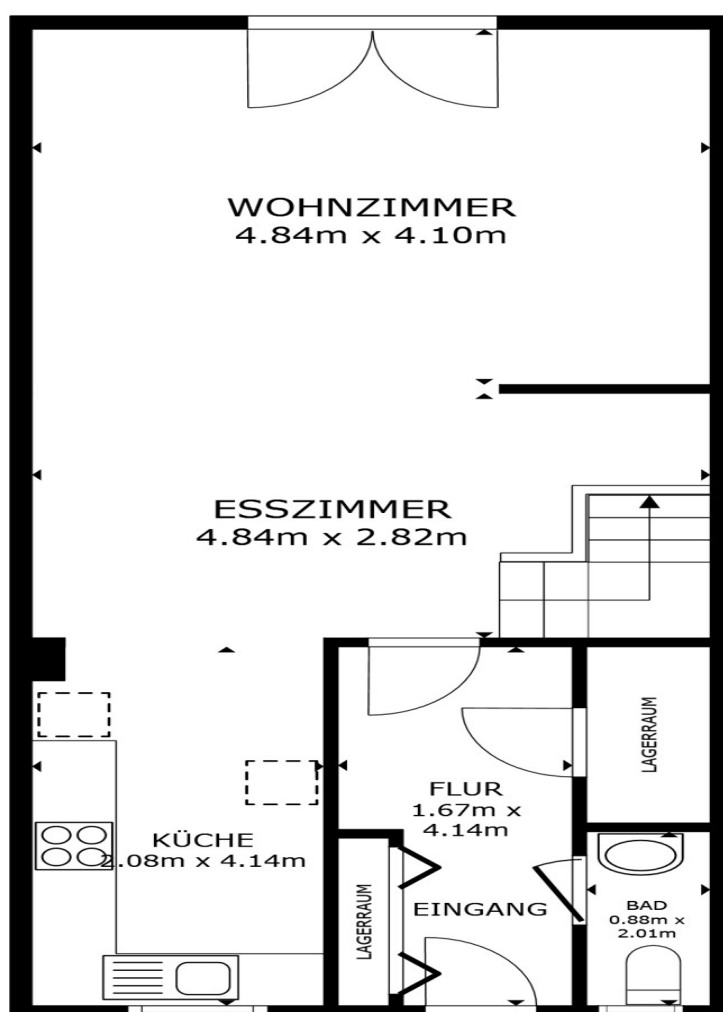 WOHNZIMMER
4.84m x 4.10m
ESSZIMMER
4.84m x 2.82m
LAGERRAUM
FLUR
1.67m x
4.14m
KÜCHE
2.08m x 4.14m
LAGERRAUM
EINGANG
BAD
0.88m x
2.01m